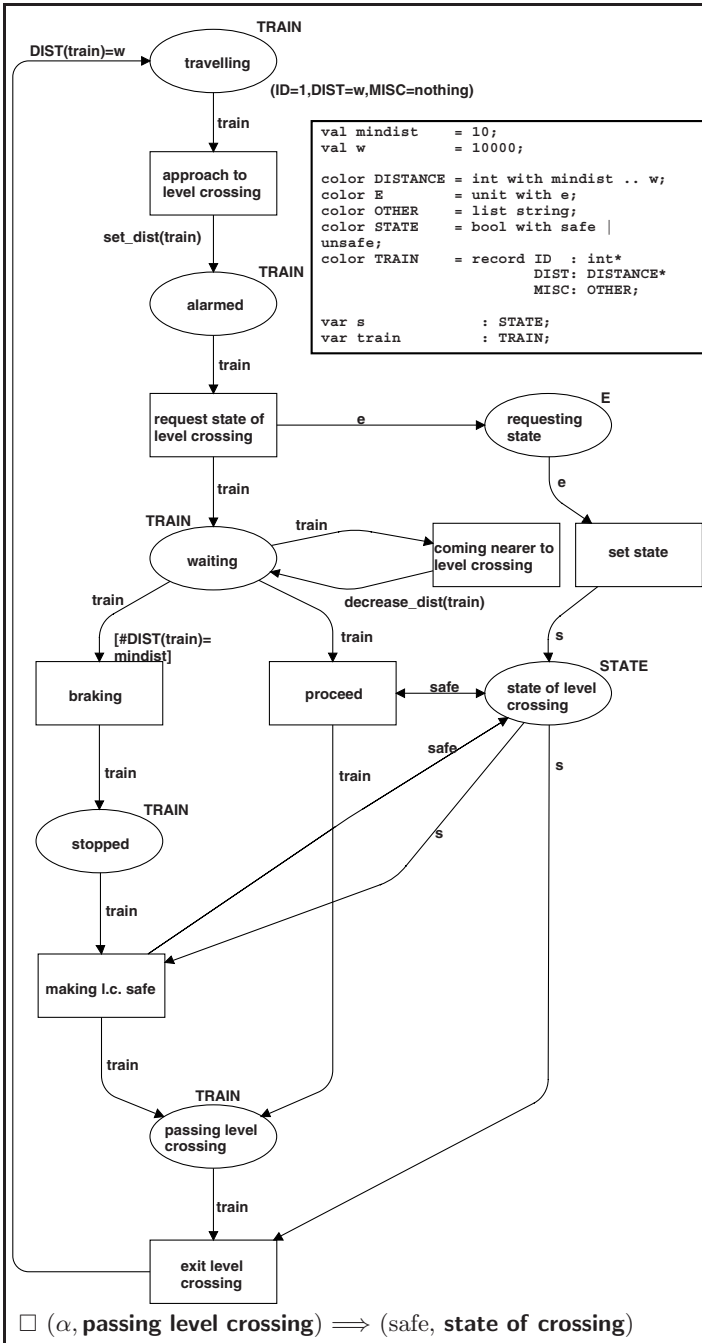 TRAIN
DIST(train)=w
travelling
(ID=1,DIST=w,MISC=nothing)
train
val mindist = 10;
val w = 10000;
color DISTANCE = int with mindist .. w;
color E = unit with e;
color OTHER = list string;
color STATE = bool with safe |
unsafe;
color TRAIN = record ID : int*
DIST: DISTANCE*
MISC: OTHER;
var s : STATE;
var train : TRAIN;
approach to
level crossing
set_dist(train)
TRAIN
alarmed
train
request state of
level crossing
e
E
requesting
state
train
e
TRAIN
waiting
train
coming nearer to
level crossing
set state
decrease_dist(train)
train
train
s
[#DIST(train)=
mindist]
braking
proceed
safe
STATE
state of level
crossing
train
train
safe
s
s
TRAIN
stopped
train
making l.c. safe
train
TRAIN
passing level
crossing
train
exit level
crossing
□ (α, passing level crossing) ⟹ (safe, state of crossing)